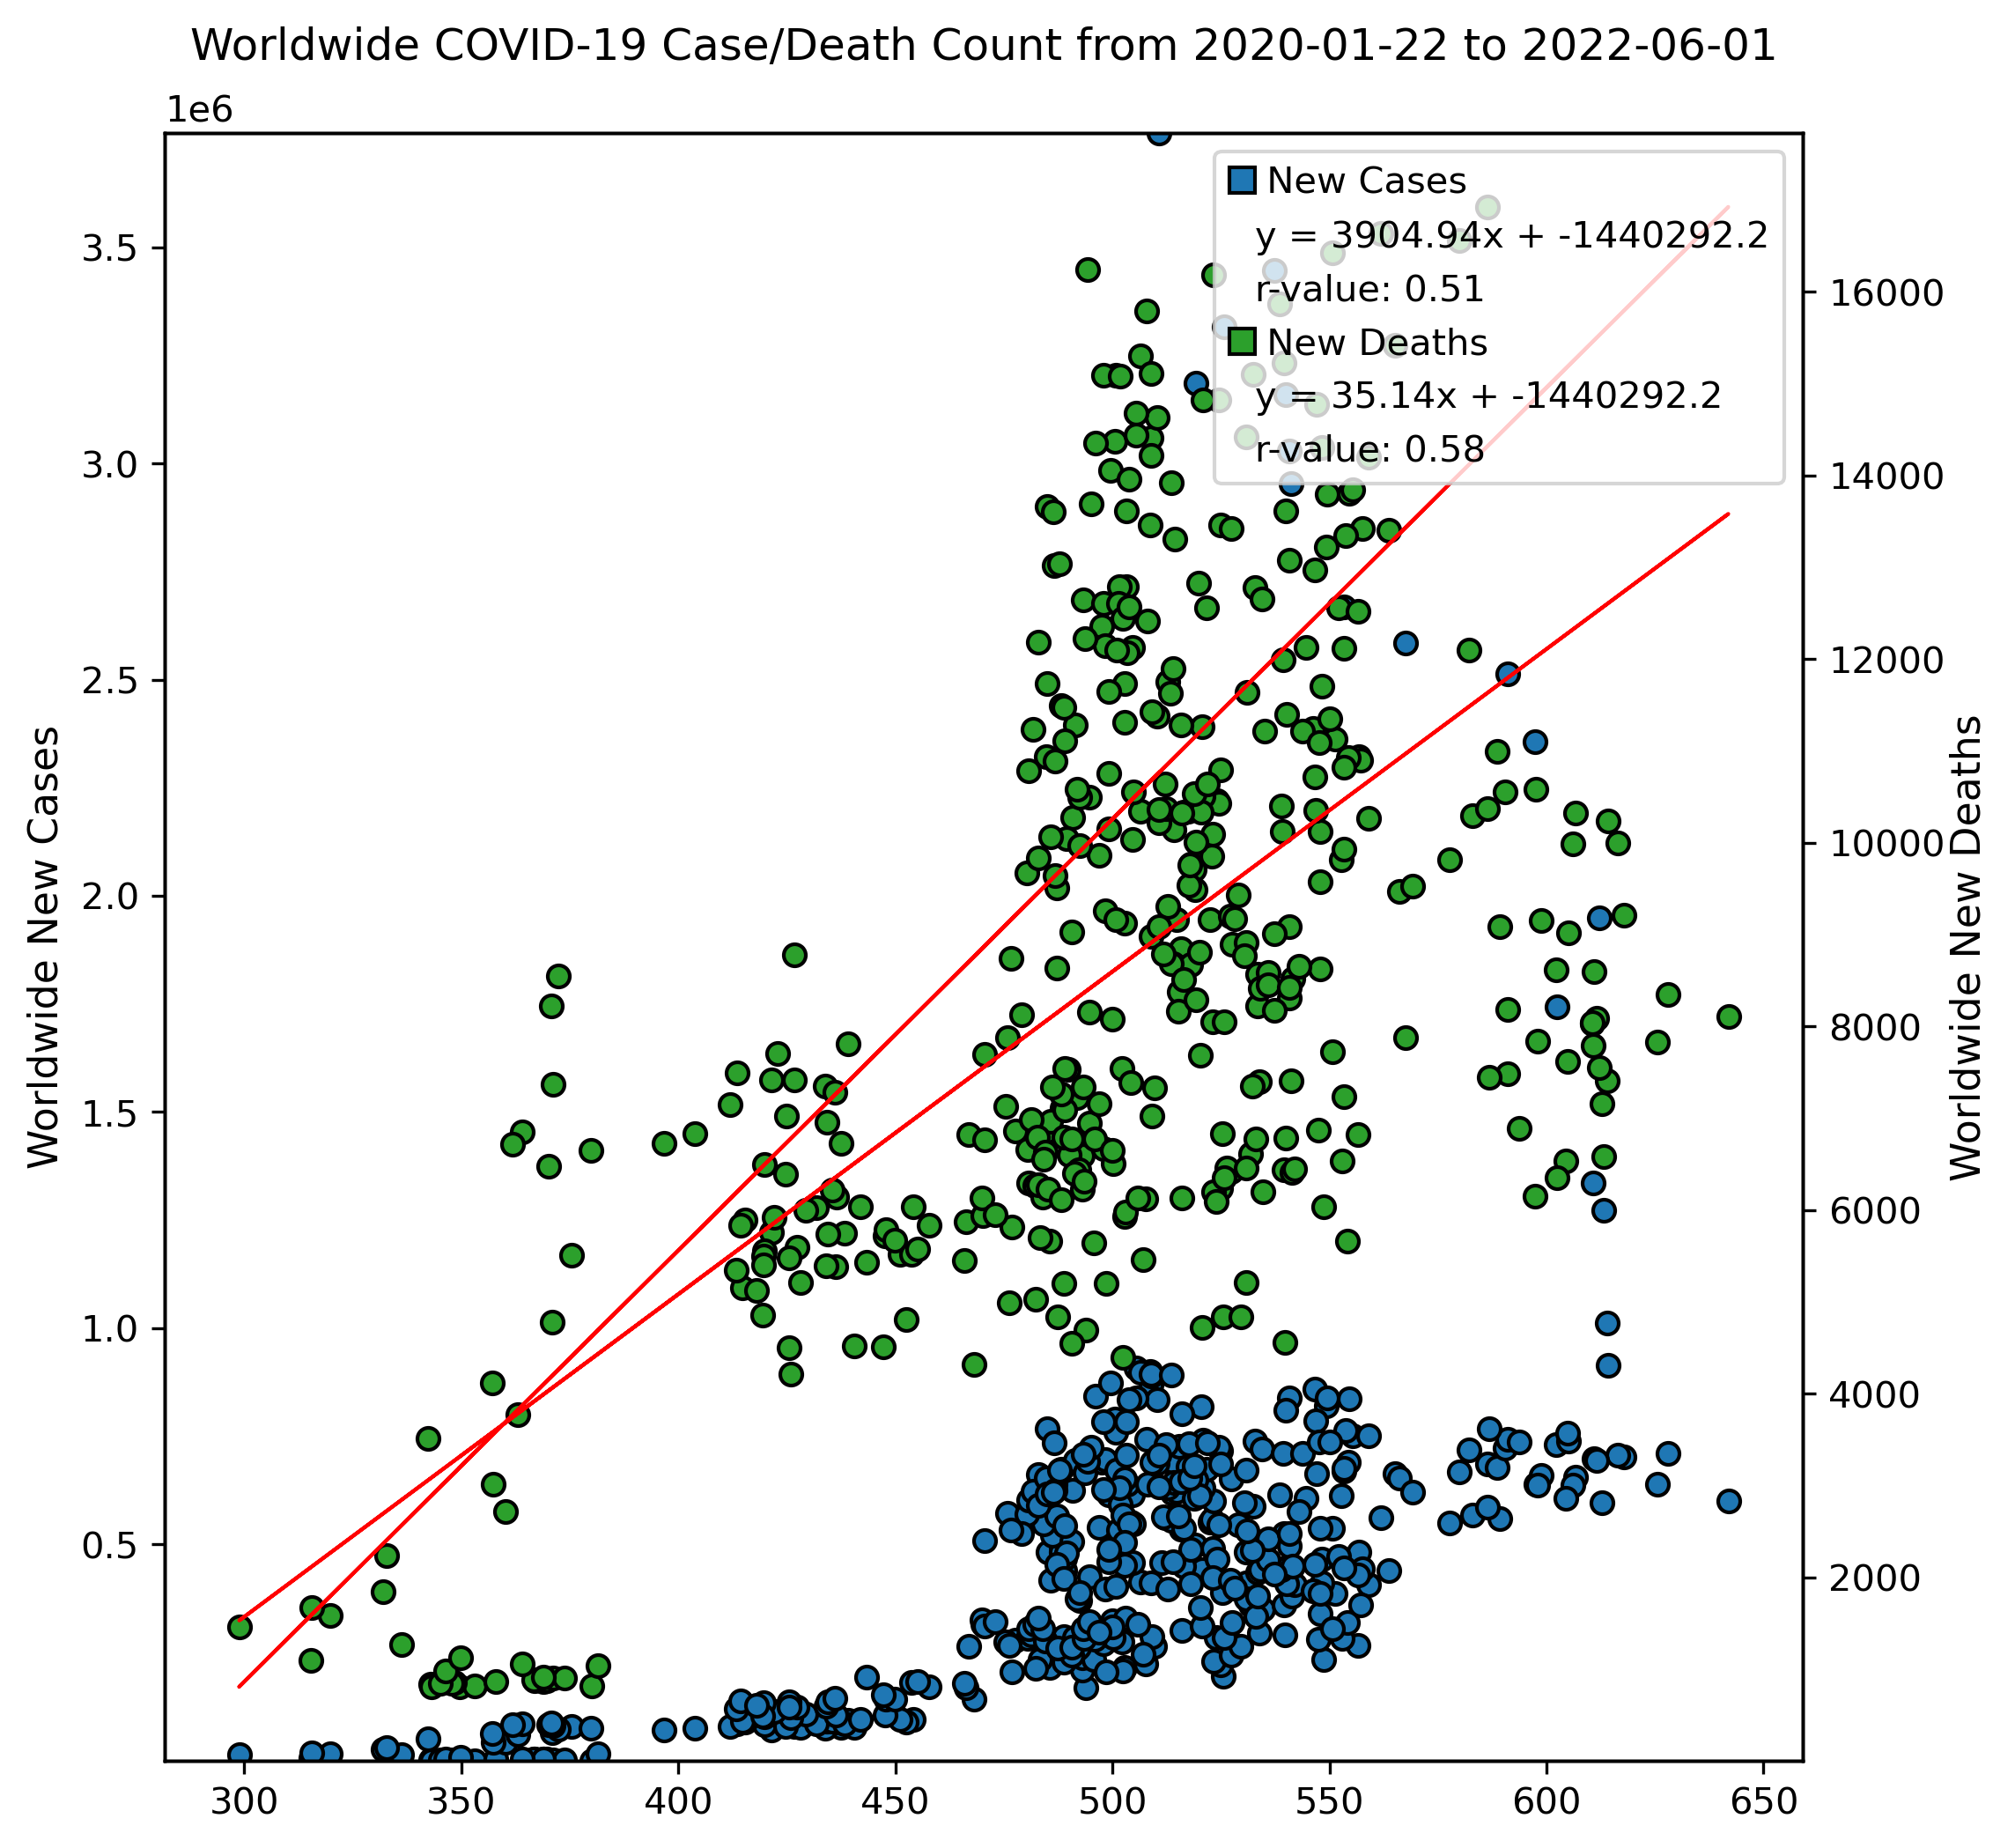 Worldwide COVID-19 Case/Death Count from 2020-01-22 to 2022-06-01
1e6
New Cases
y = 3904.94x + -1440292.2
r-value: 0.51
New Deaths
y = 35.14x + -1440292.2
r-value: 0.58
3.5
3.0
2.5
2.0
1.5
1.0
0.5
Worldwide New Cases
16000
14000
12000
10000
8000
6000
4000
2000
Worldwide New Deaths
300
350
400
450
500
550
600
650